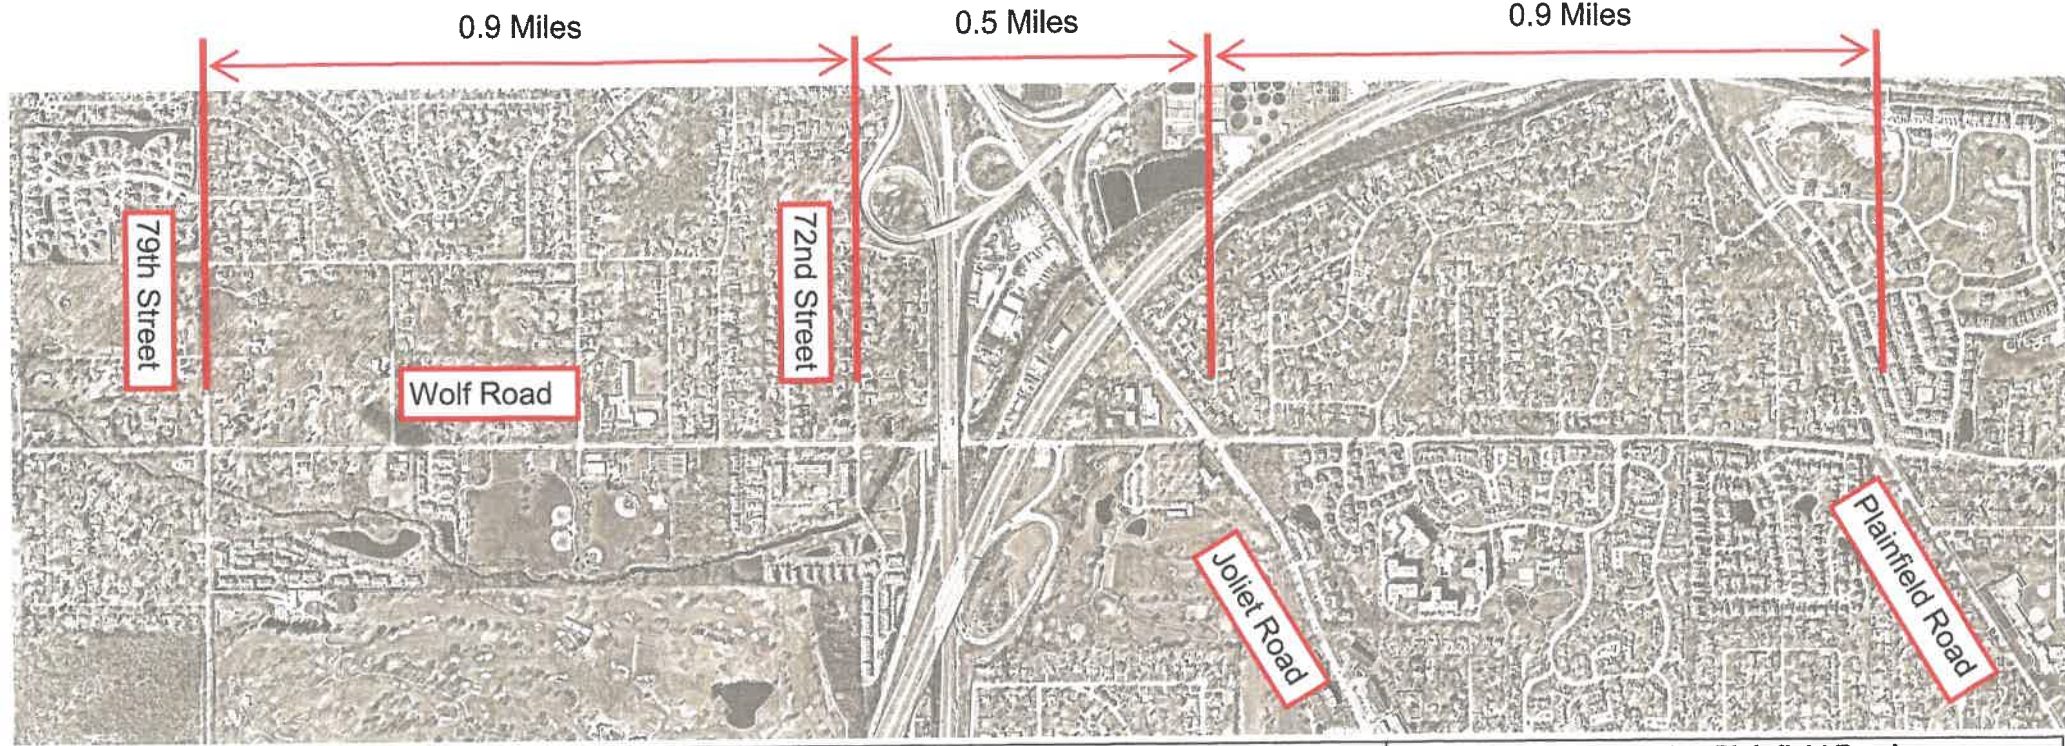 0.9 Miles
0.5 Miles
0.9 Miles
79th Street
72nd Street
Wolf Road
Joliet Road
Plainfield Road